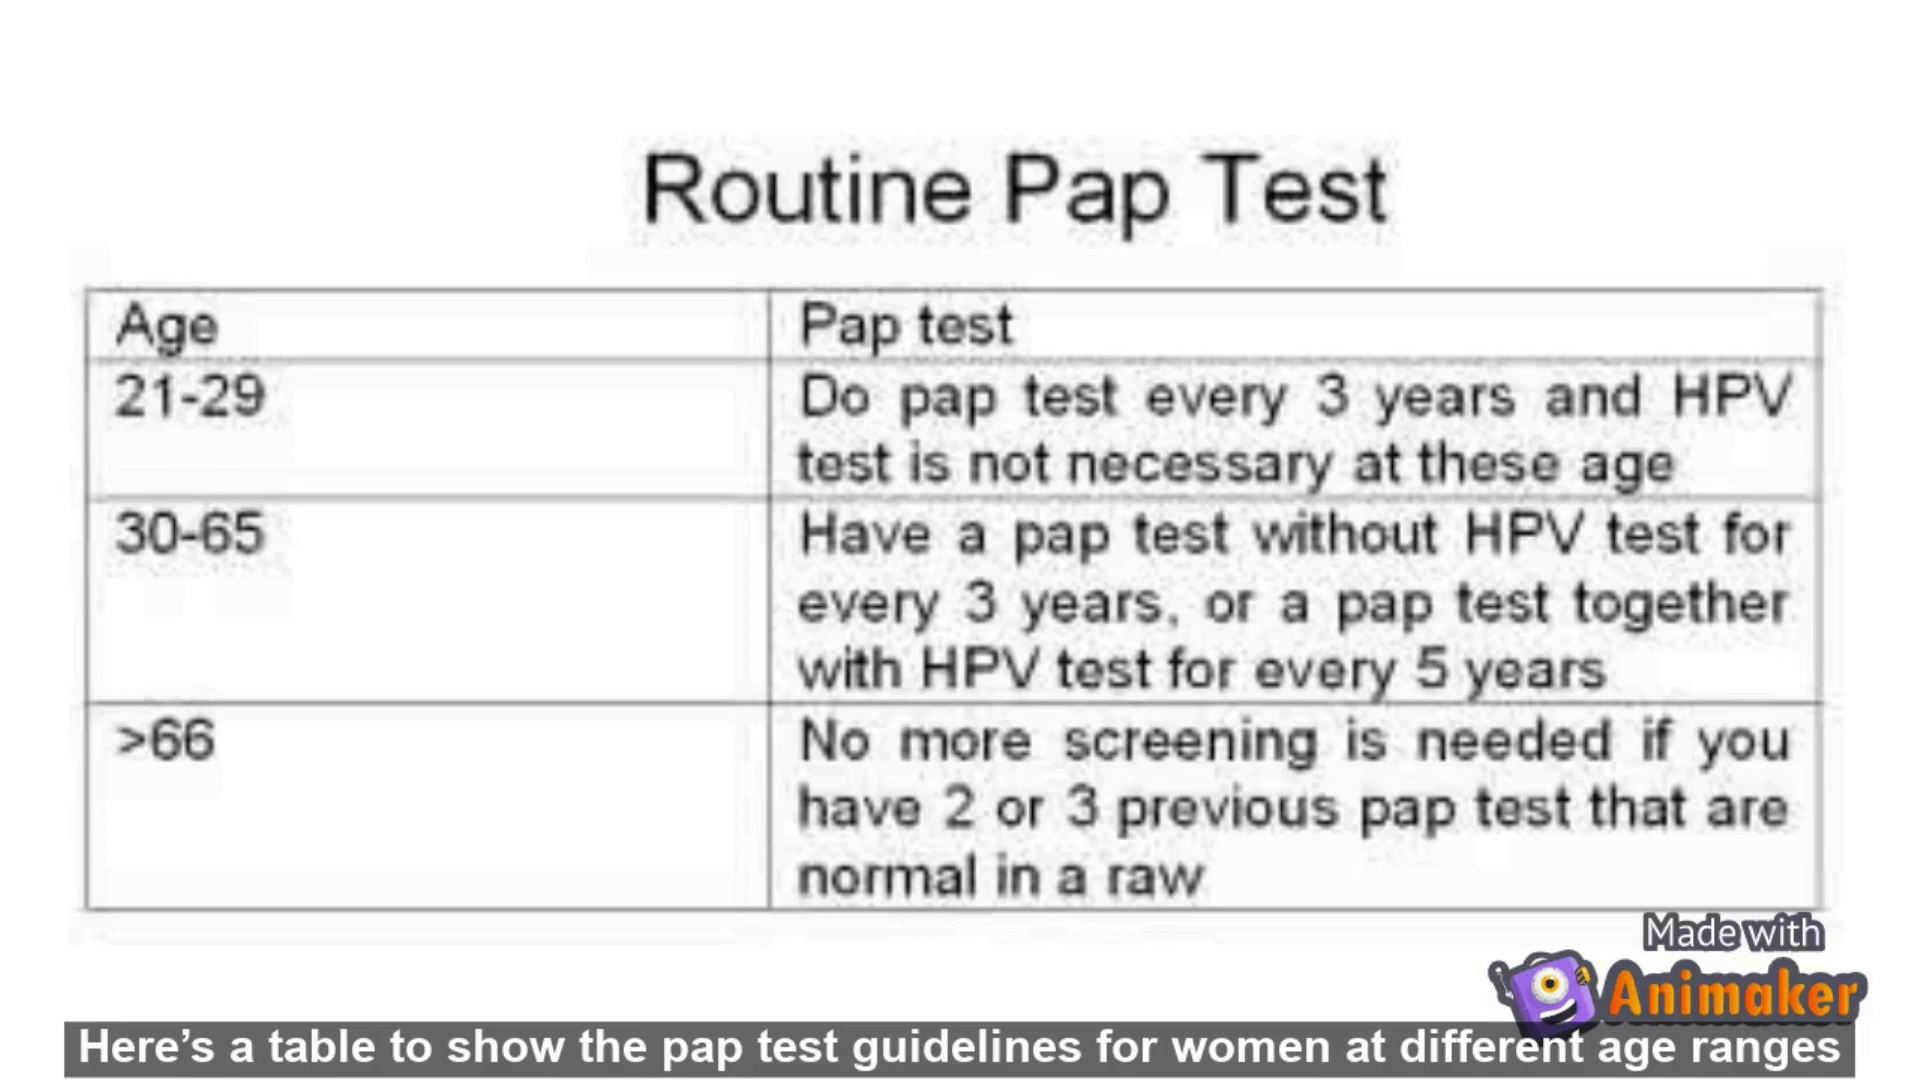 Routine Pap Test
Age
Pap test
21-29
Do pap test every 3 years and HPV
test is not necessary at these age
30-65
Have a pap test without HPV test for
every 3 years, or a pap test together
with HPV test for every 5 years
>66
No more screening is needed if you
have 2 or 3 previous pap test that are
normal in a raw
Made with
Animaker
Here’s a table to show the pap test guidelines for women at different age ranges